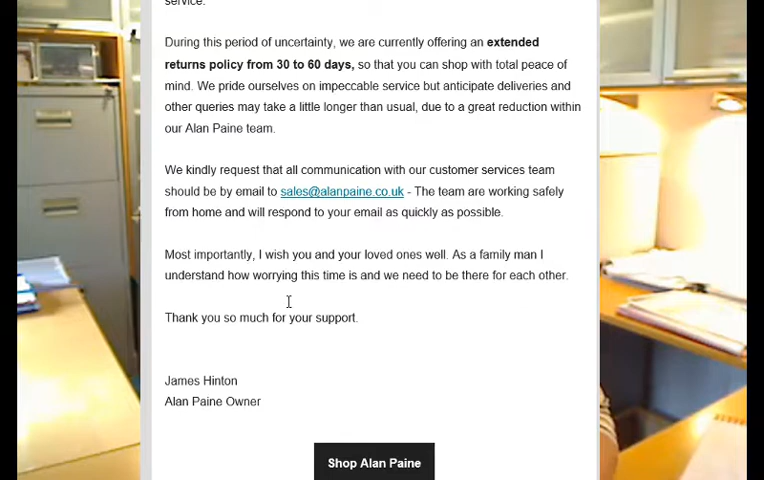 service.
During this period of uncertainty, we are currently offering an extended
returns policy from 30 to 60 days, so that you can shop with total peace of
mind. We pride ourselves on impeccable service but anticipate deliveries and
other queries may take a little longer than usual, due to a great reduction within
our Alan Paine team.
We kindly request that all communication with our customer services team
should be by email to sales@alanpaine.co.uk - The team are working safely
from home and will respond to your email as quickly as possible.
Most importantly, I wish you and your loved ones well. As a family man I
understand how worrying this time is and we need to be there for each other.
Thank you so much for your support.
James Hinton
Alan Paine Owner
Shop Alan Paine